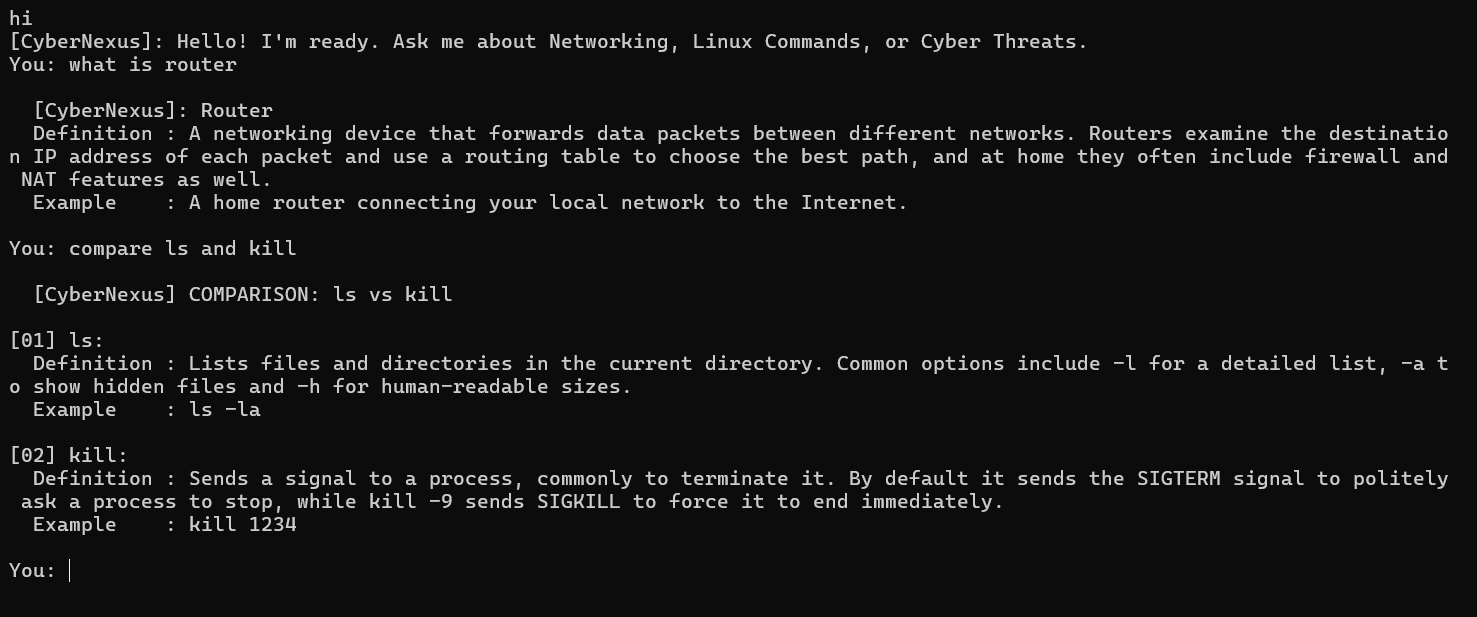 hi
[CyberNexus]: Hello! I'm ready. Ask me about Networking, Linux Commands, or Cyber Threats.
You: what is router
[CyberNexus]: Router
Definition : A networking device that forwards data packets between different networks. Routers examine the destinatio
n IP address of each packet and use a routing table to choose the best path, and at home they often include firewall and
NAT features as well.
Example    : A home router connecting your local network to the Internet.
You: compare ls and kill
[CyberNexus] COMPARISON: ls vs kill
[01] ls:
Definition : Lists files and directories in the current directory. Common options include -l for a detailed list, -a t
o show hidden files and -h for human-readable sizes.
Example    : ls -la
[02] kill:
Definition : Sends a signal to a process, commonly to terminate it. By default it sends the SIGTERM signal to politely
ask a process to stop, while kill -9 sends SIGKILL to force it to end immediately.
Example    : kill 1234
You: